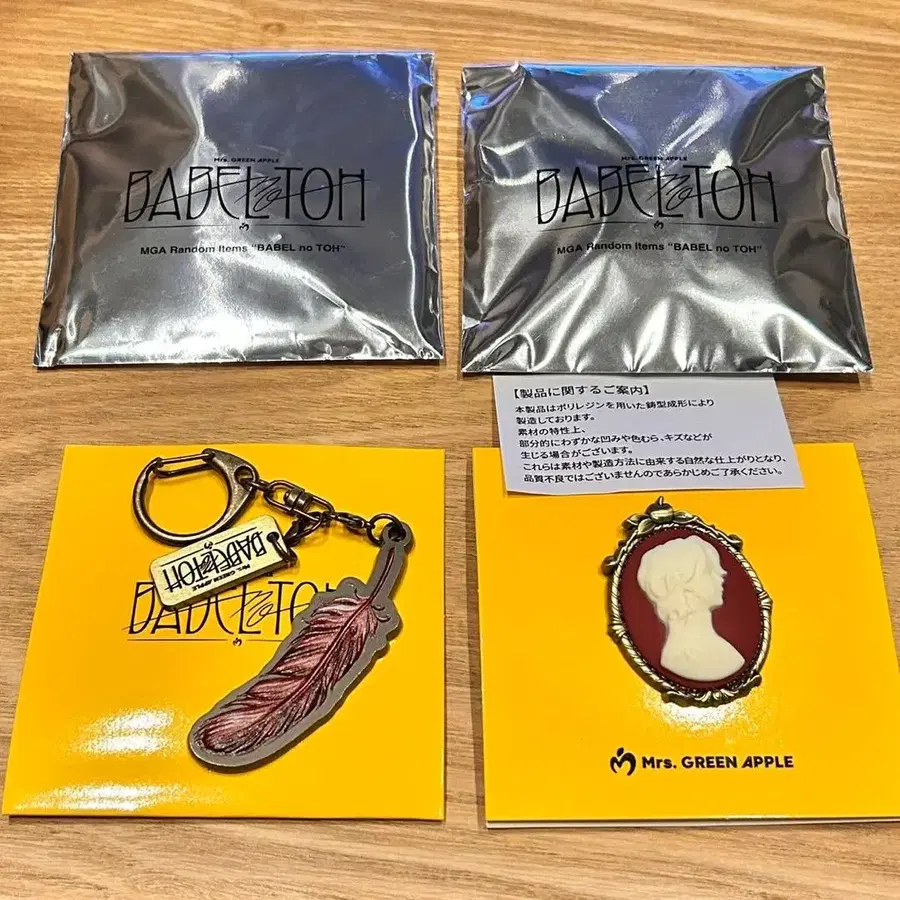 Mrs. GREEN APPLE
BABEL no TOH
MGA Random Items "BABEL no TOH"
Mrs. GREEN APPLE
BABEL no TOH
MGA Random Items "BABEL no TOH"
【製品に関するご案内】
本製品はポリレジンを用いた鋳型成形により
製造しております。
素材の特性上、
部分的にわずかな凹みや色むら、キズなどが
生じる場合がございます。
これらは素材や製造方法に由来する自然な仕上がりとなり、
品質不良ではございませんのであらかじめご了承ください。
Mrs. GREEN APPLE
BABEL no TOH
BABEL no TOH
Mrs. GREEN APPLE